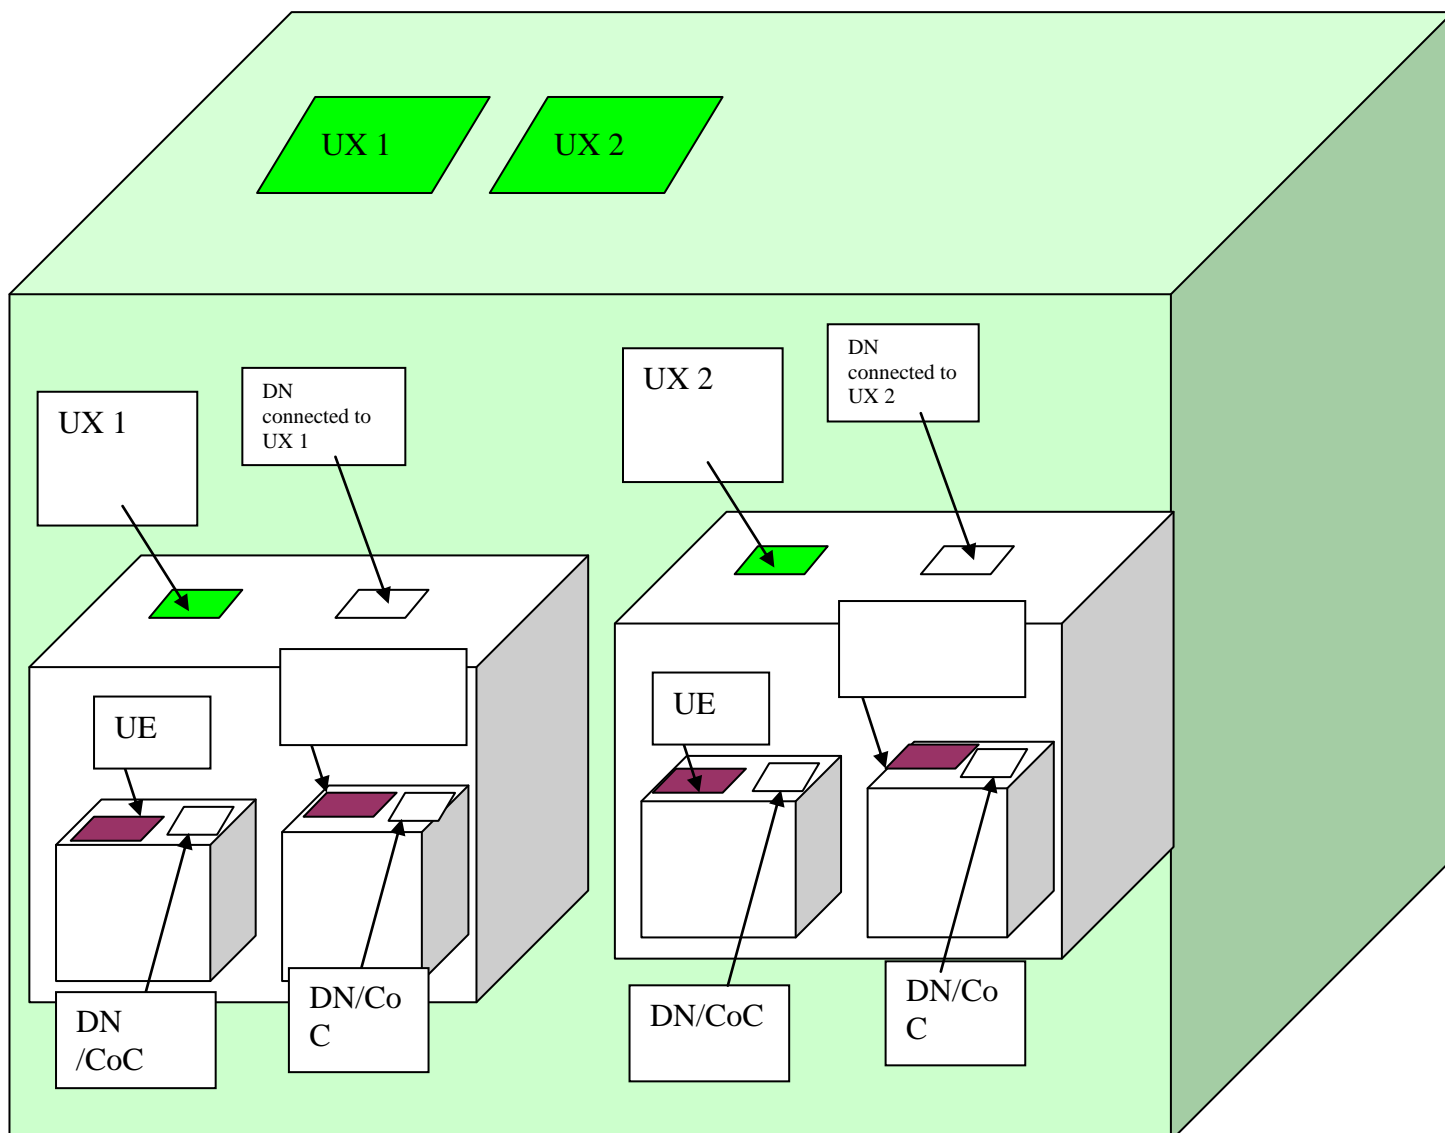 UX 1
UX 2
UX 1
DN
connected to
UX 1
UX 2
DN
connected to
UX 2
UE
UE
DN
/CoC
DN/Co
C
DN/CoC
DN/Co
C